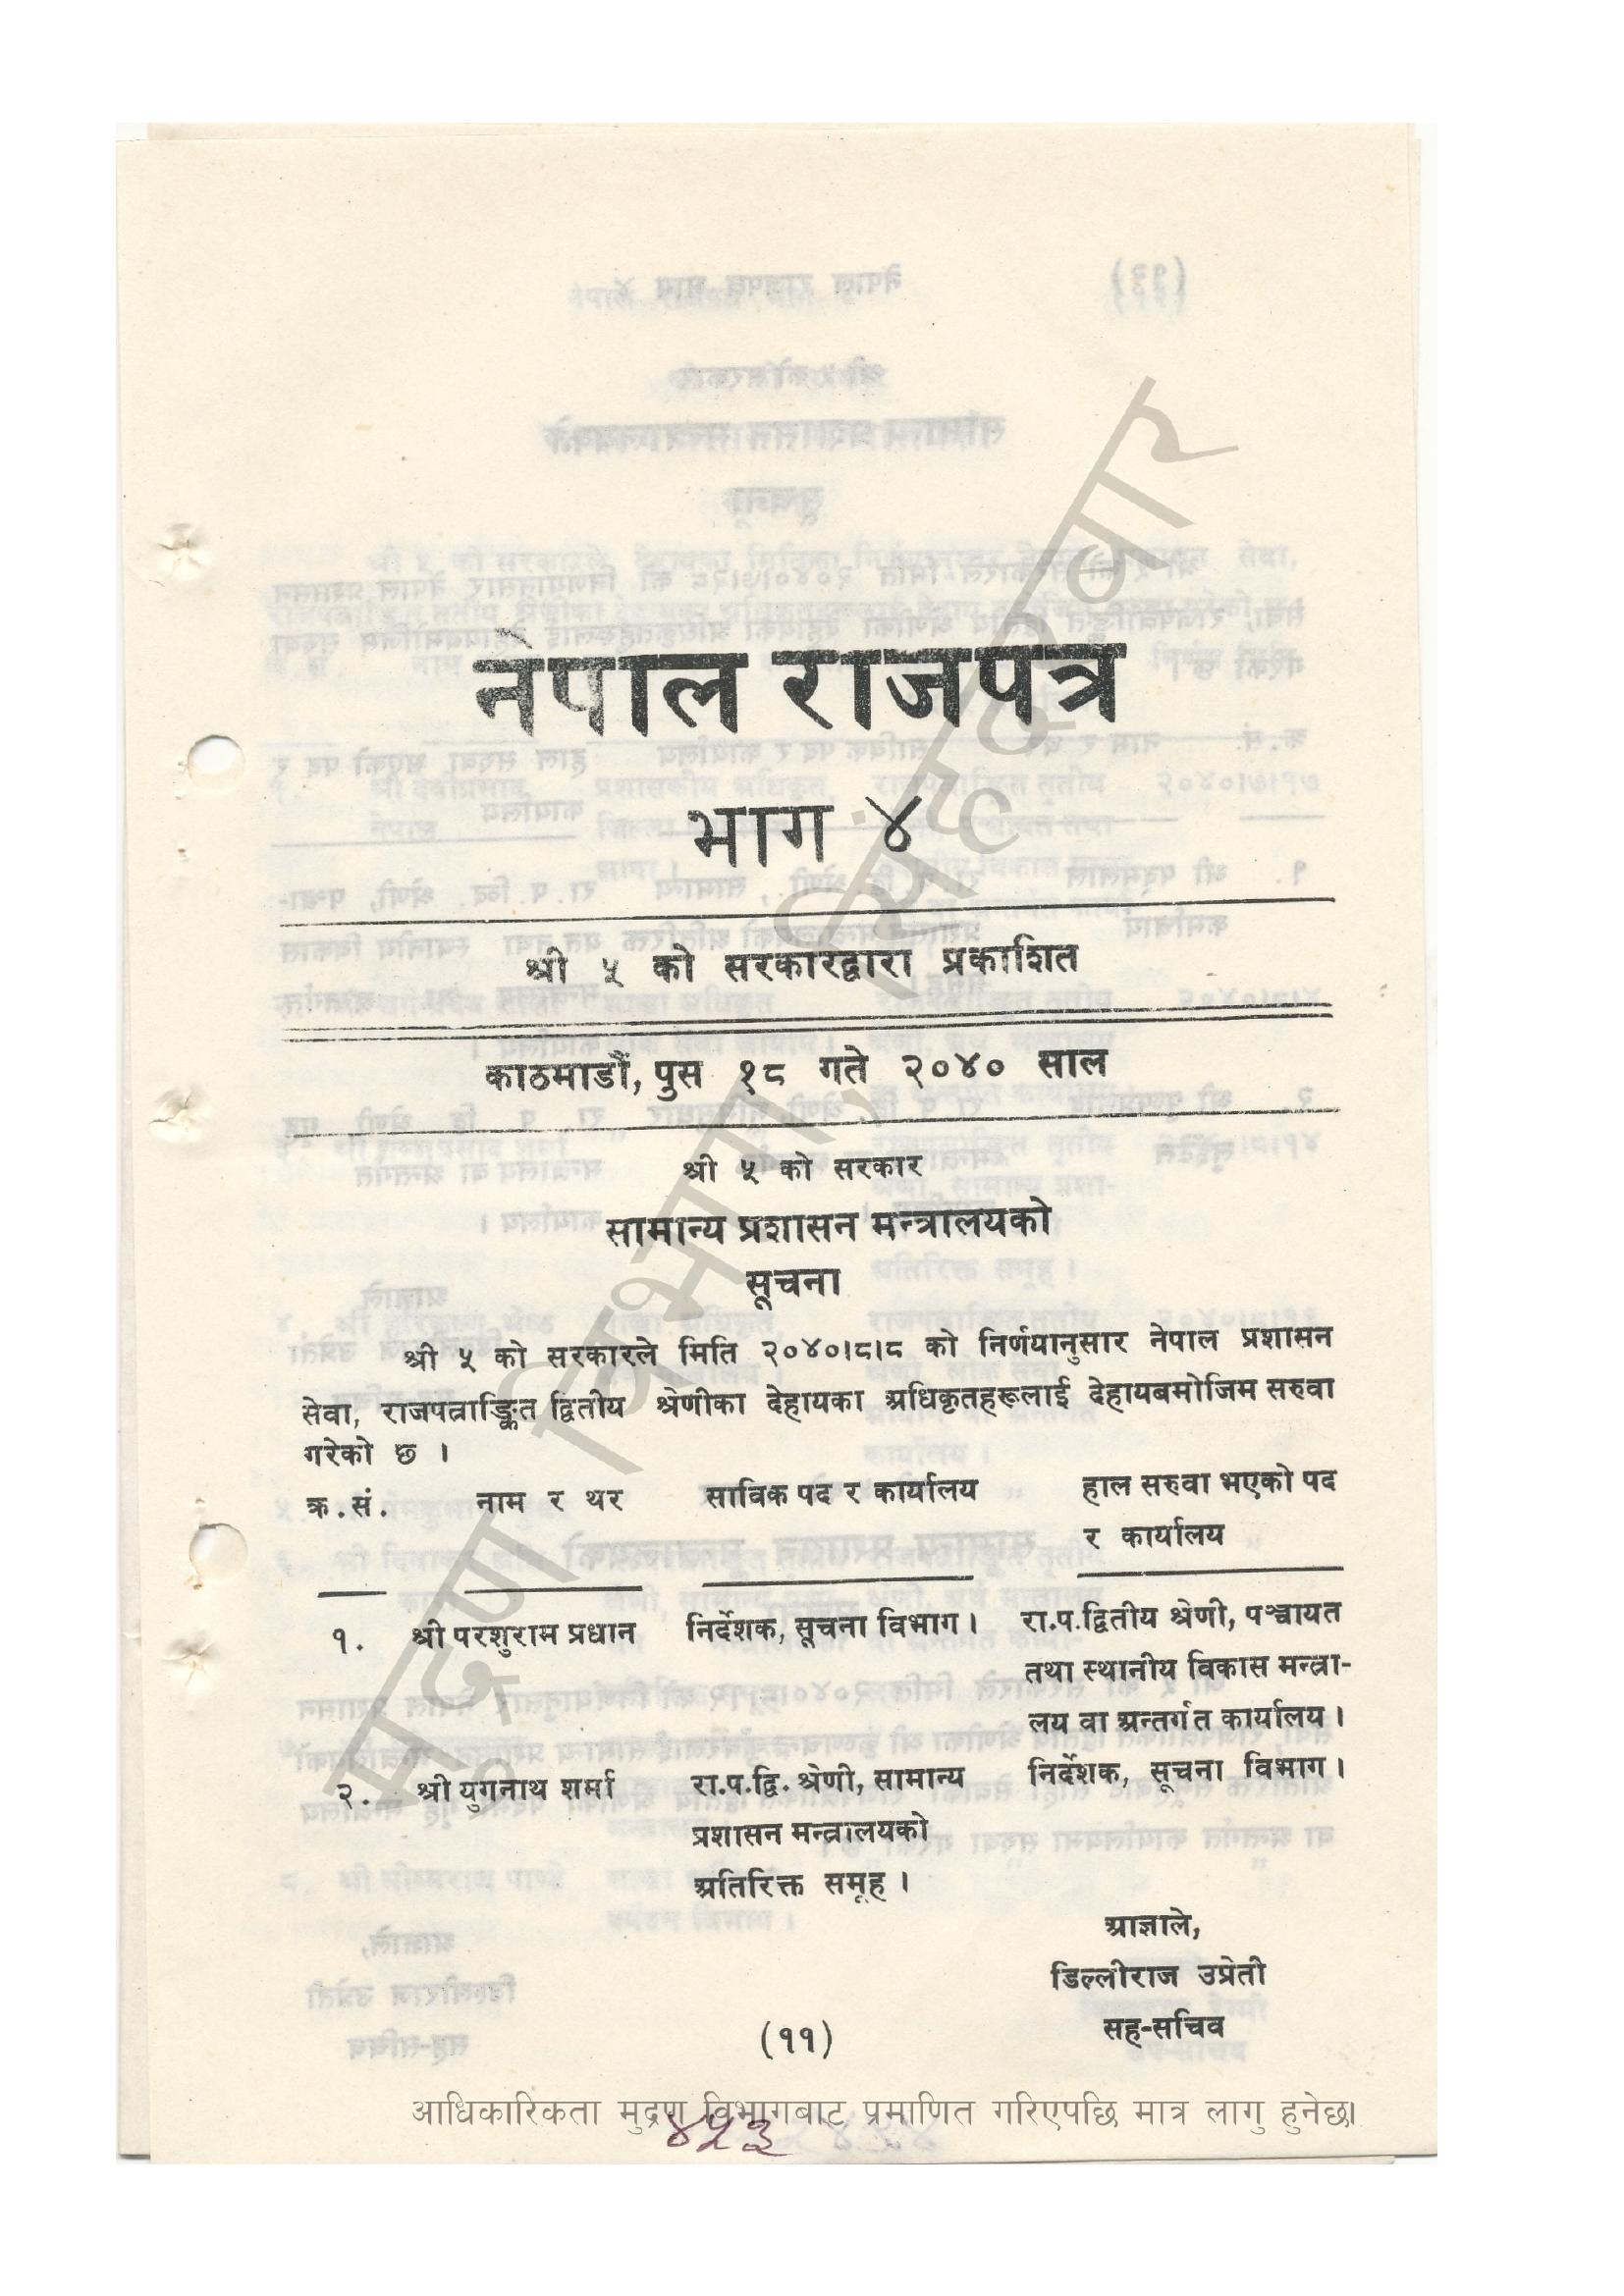 नेपाल राजपत्र
भाग ४
श्री ५ को सरकारद्वारा प्रकाशित
काठमाडौं, पुस १८ गते २०४० साल
श्री ५ को सरकार
सामान्य प्रशासन मन्त्रालयको
सूचना
श्री ५ को सरकारले मिति २०४०।८।८ को निर्णयानुसार नेपाल प्रशासन
सेवा, राजपत्राङ्कित द्वितीय श्रेणीका देहायका अधिकृतहरूलाई देहायबमोजिम सरुवा
गरेको छ ।
क्र.सं. नाम र थर साविक पद र कार्यालय हाल सरुवा भएको पद
र कार्यालय
१. श्री परशुराम प्रधान निर्देशक, सूचना विभाग । रा.प.द्वितीय श्रेणी, पञ्चायत
तथा स्थानीय विकास मन्त्रा-
लय वा अन्तर्गत कार्यालय ।
२. श्री युगनाथ शर्मा रा.प.द्वि. श्रेणी, सामान्य निर्देशक, सूचना विभाग ।
प्रशासन मन्त्रालयको
अतिरिक्त समूह ।
आज्ञाले,
डिल्लीराज उप्रेती
सह-सचिव
(११)
आधिकारिकता मुद्रण विभागबाट प्रमाणित गरिएपछि मात्र लागु हुनेछ।
४५३
मुद्रण विभाग, सिंहदरबार